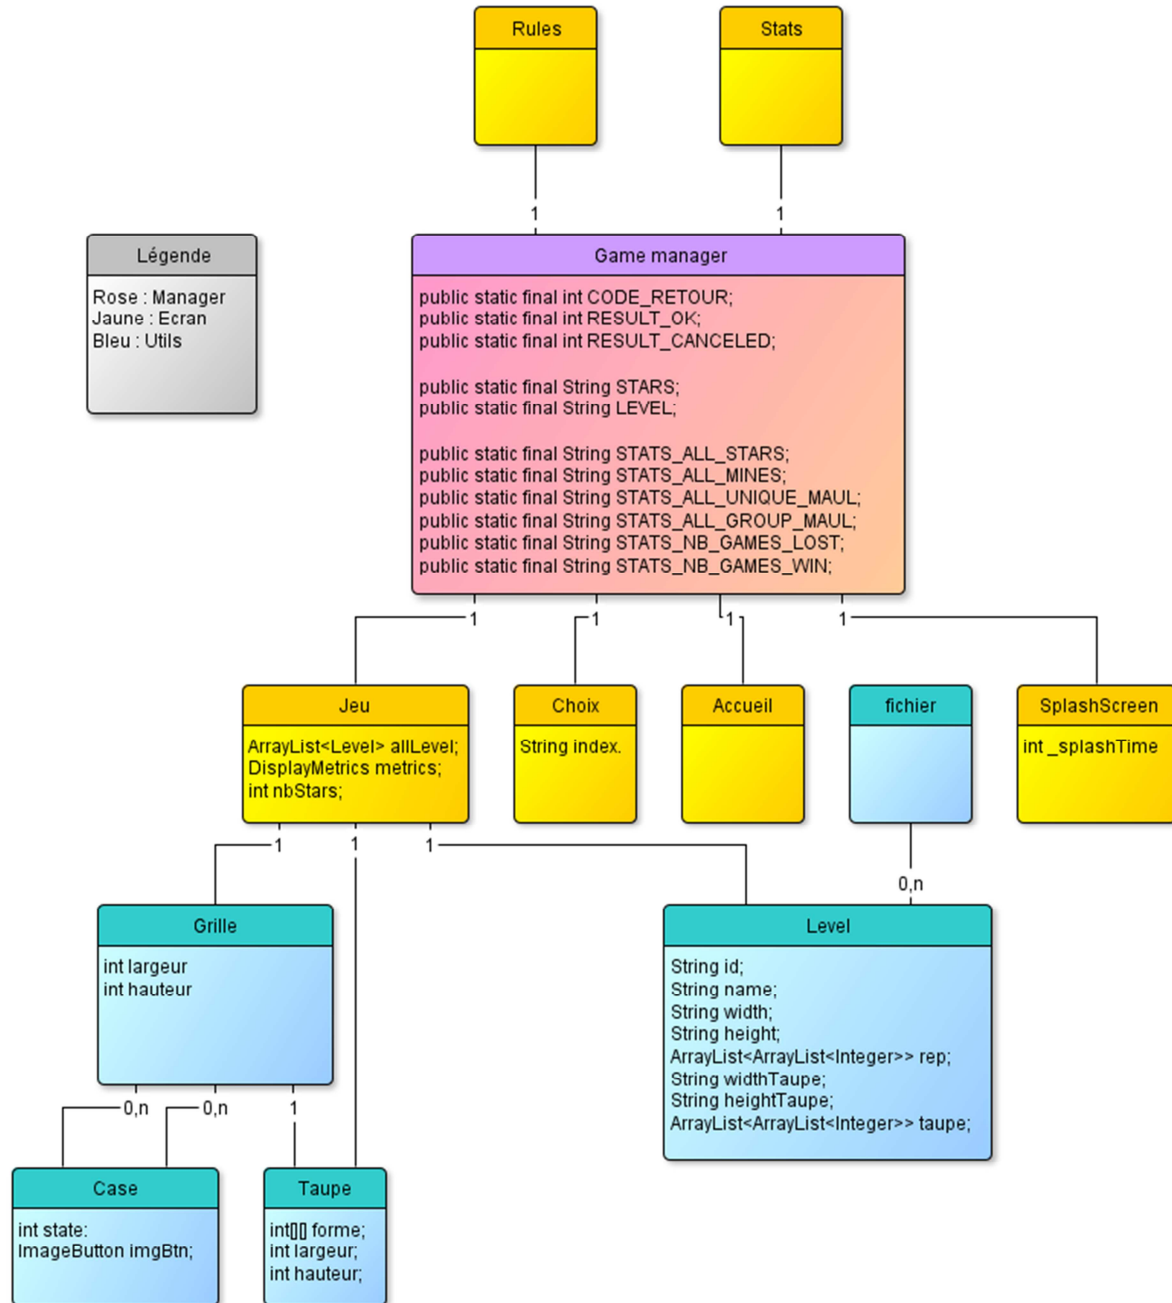 Rules
Stats
1
1
Légende
Rose : Manager
Jaune : Ecran
Bleu : Utils
Game manager
public static final int CODE_RETOUR;
public static final int RESULT_OK;
public static final int RESULT_CANCELED;
public static final String STARS;
public static final String LEVEL;
public static final String STATS_ALL_STARS;
public static final String STATS_ALL_MINES;
public static final String STATS_ALL_UNIQUE_MAUL;
public static final String STATS_ALL_GROUP_MAUL;
public static final String STATS_NB_GAMES_LOST;
public static final String STATS_NB_GAMES_WIN;
1
1
1
1
Jeu
ArrayList<Level> allLevel;
DisplayMetrics metrics;
int nbStars;
Choix
String index.
Accueil
fichier
SplashScreen
int _splashTime
1
1
1
0,n
Grille
int largeur
int hauteur
Level
String id;
String name;
String width;
String height;
ArrayList<ArrayList<Integer>> rep;
String widthTaupe;
String heightTaupe;
ArrayList<ArrayList<Integer>> taupe;
0,n
0,n
1
Case
int state:
ImageButton imgBtn;
Taupe
int[][] forme;
int largeur;
int hauteur;